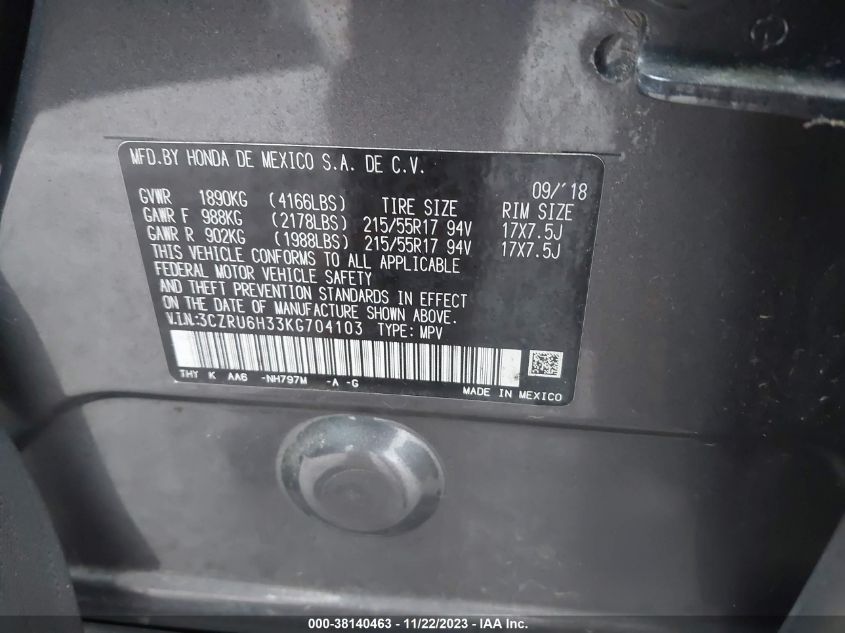 MFD.BY HONDA DE MEXICO S.A. DE C.V.
09/'18
GVWR 1890KG (4166LBS) TIRE SIZE RIM SIZE
GAWR F 988KG (2178LBS) 215/55R17 94V 17X7.5J
GAWR R 902KG (1988LBS) 215/55R17 94V 17X7.5J
THIS VEHICLE CONFORMS TO ALL APPLICABLE
FEDERAL MOTOR VEHICLE SAFETY
AND THEFT PREVENTION STANDARDS IN EFFECT
ON THE DATE OF MANUFACTURE SHOWN ABOVE.
V.I.N:3CZRU6H33KG704103 TYPE: MPV
THY K AA6 -NH797M -A -G
MADE IN MEXICO
000-38140463 - 11/22/2023 - IAA Inc.